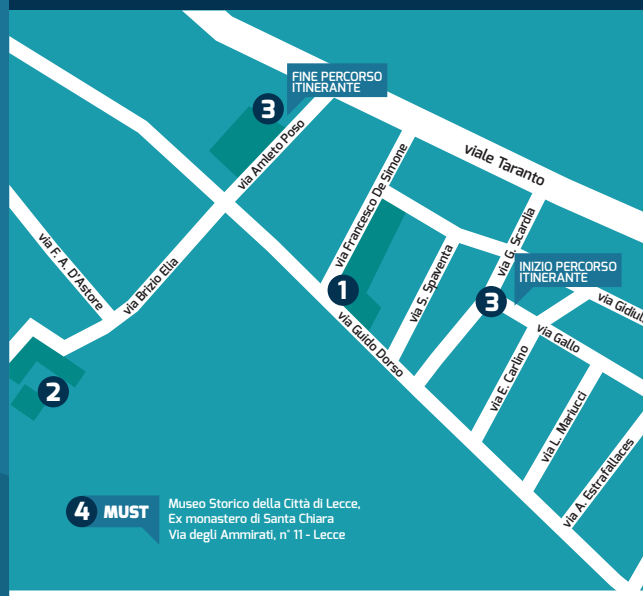 FINE PERCORSO
ITINERANTE
3
via Amleto Poso
viale Taranto
via Francesco De Simone
via G. Scardia
via F. A. D'Astore
via Brizio Elia
via S. Spaventa
INIZIO PERCORSO
ITINERANTE
1
3
via Guido Dorso
via Gallo
via E. Carlino
via L. Mariucci
via A. Estrafallaces
2
4 MUST
Museo Storico della Città di Lecce,
Ex monastero di Santa Chiara
Via degli Ammirati, n° 11 - Lecce